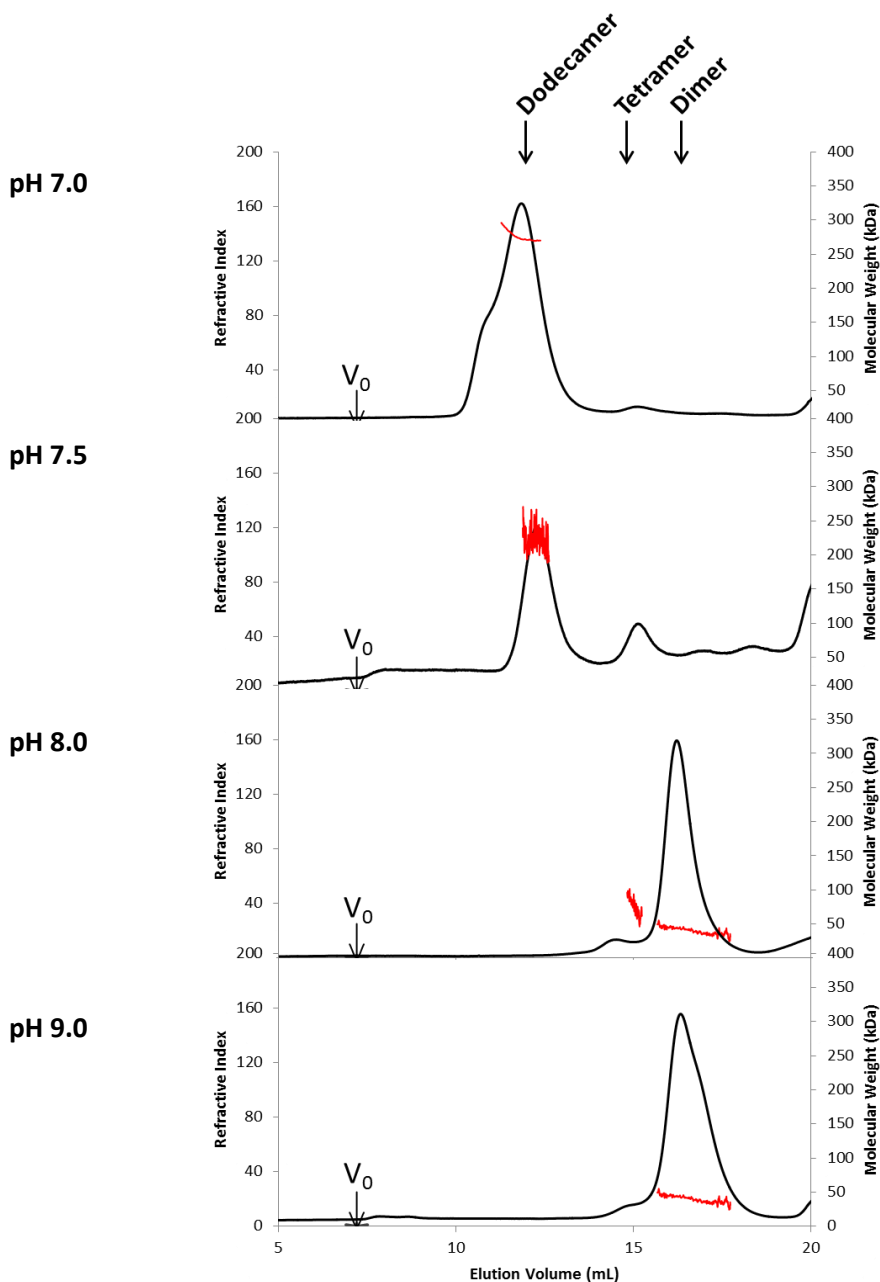 Dodecamer
Tetramer
Dimer
pH 7.0
Refractive Index
200
160
120
80
40
V0
400
350
300
250
200
150
100
50
Molecular Weight (kDa)
pH 7.5
Refractive Index
200
160
120
80
40
V0
400
350
300
250
200
150
100
50
Molecular Weight (kDa)
pH 8.0
Refractive Index
200
160
120
80
40
V0
400
350
300
250
200
150
100
50
Molecular Weight (kDa)
pH 9.0
Refractive Index
200
160
120
80
40
0
V0
400
350
300
250
200
150
100
50
0
Molecular Weight (kDa)
5
10
15
20
Elution Volume (mL)